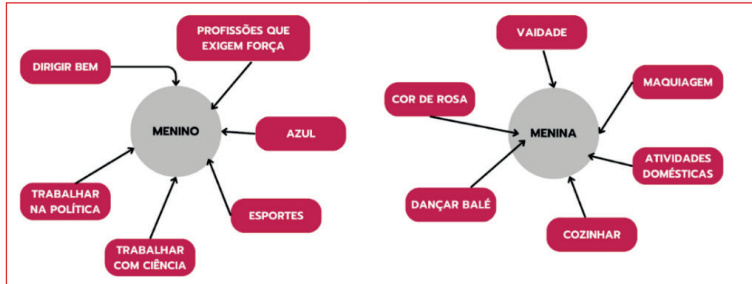 PROFISSÕES QUE
EXIGEM FORÇA
DIRIGIR BEM
MENINO
AZUL
TRABALHAR
NA POLÍTICA
ESPORTES
TRABALHAR
COM CIÊNCIA
VAIDADE
MAQUIAGEM
COR DE ROSA
MENINA
ATIVIDADES
DOMÉSTICAS
DANÇAR BALÉ
COZINHAR